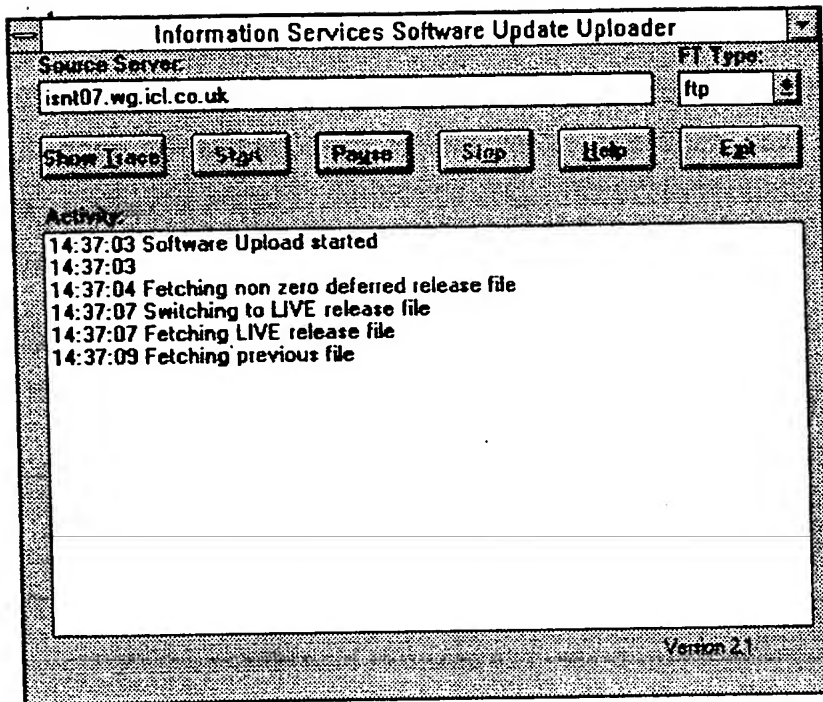 Information Services Software Update Uploader
Source Server:
FT Type:
isnt07.wg.icl.co.uk
ftp
Show Trace
Start
Pause
Stop
Help
Exit
Activity:
14:37:03 Software Upload started
14:37:03
14:37:04 Fetching non zero deferred release file
14:37:07 Switching to LIVE release file
14:37:07 Fetching LIVE release file
14:37:09 Fetching previous file
Version 2.1